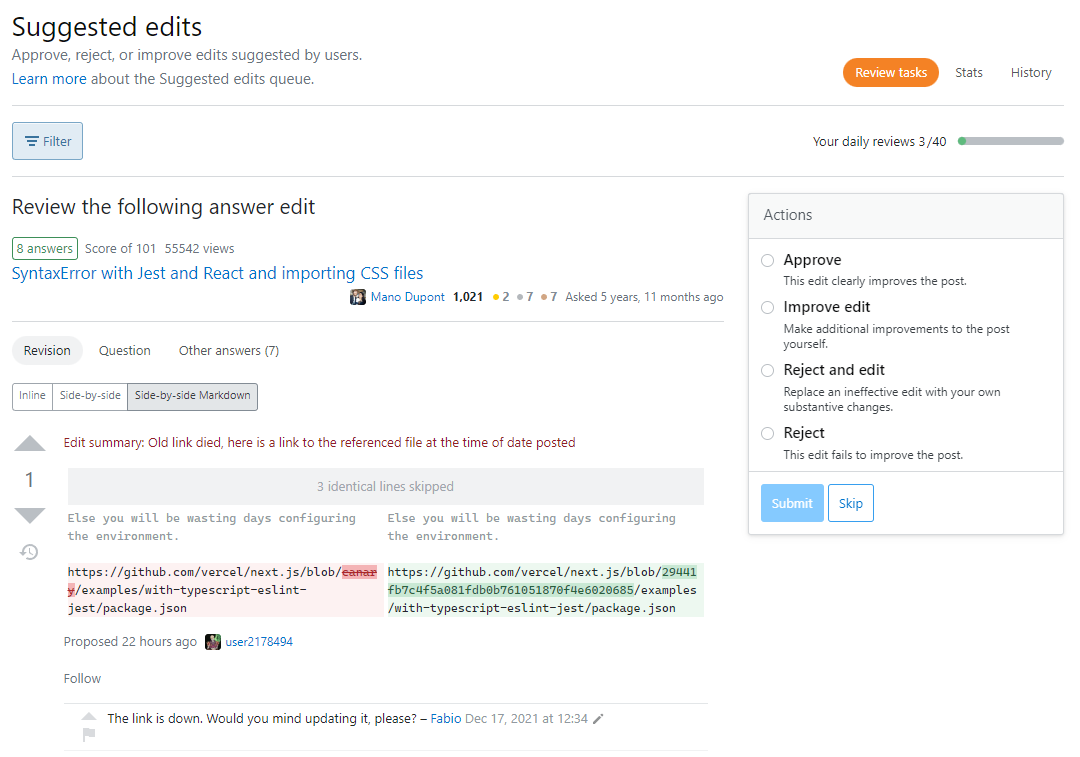 Suggested edits
Approve, reject, or improve edits suggested by users.
Learn more about the Suggested edits queue.
Review tasks Stats History
Filter
Your daily reviews 3/40
Review the following answer edit
8 answers Score of 101 55542 views
SyntaxError with Jest and React and importing CSS files
Mano Dupont 1,021 2 7 7 Asked 5 years, 11 months ago
Revision Question Other answers (7)
Inline Side-by-side Side-by-side Markdown
Edit summary: Old link died, here is a link to the referenced file at the time of date posted
1
3 identical lines skipped
Else you will be wasting days configuring
the environment.
https://github.com/vercel/next.js/blob/canar
y/examples/with-typescript-eslint-
jest/package.json
Else you will be wasting days configuring
the environment.
https://github.com/vercel/next.js/blob/29441
fb7c4f5a081fdb0b761051870f4e6020685/examples
/with-typescript-eslint-jest/package.json
Proposed 22 hours ago user2178494
Follow
The link is down. Would you mind updating it, please? – Fabio Dec 17, 2021 at 12:34
Actions
Approve
This edit clearly improves the post.
Improve edit
Make additional improvements to the post
yourself.
Reject and edit
Replace an ineffective edit with your own
substantive changes.
Reject
This edit fails to improve the post.
Submit Skip